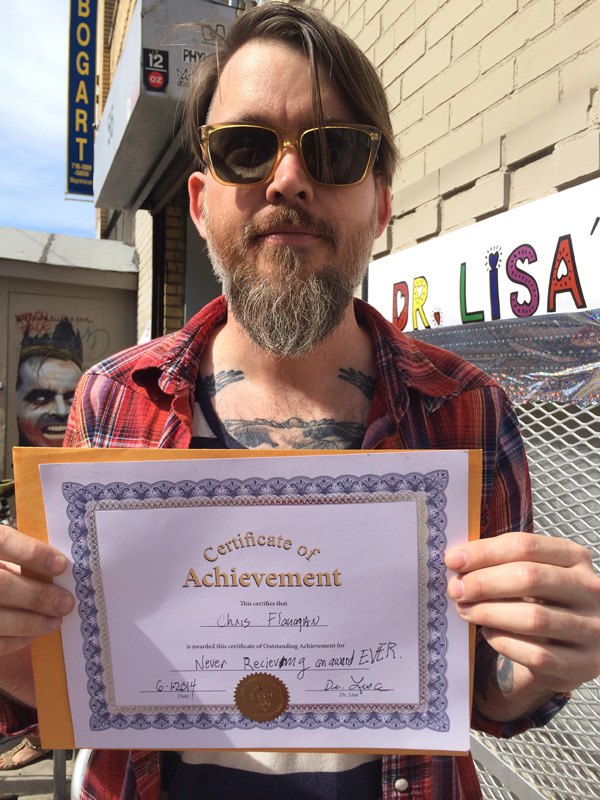 BOGART
12
OZ
PHY
DR. LISA'
Certificate of
Achievement
This certifies that
Chris Flanagan
is awarded this certificate of Outstanding Achievement for
Never Recieving an award EVER.
6-1-2014
Dr. Lisa
Date
Dr. Lisa